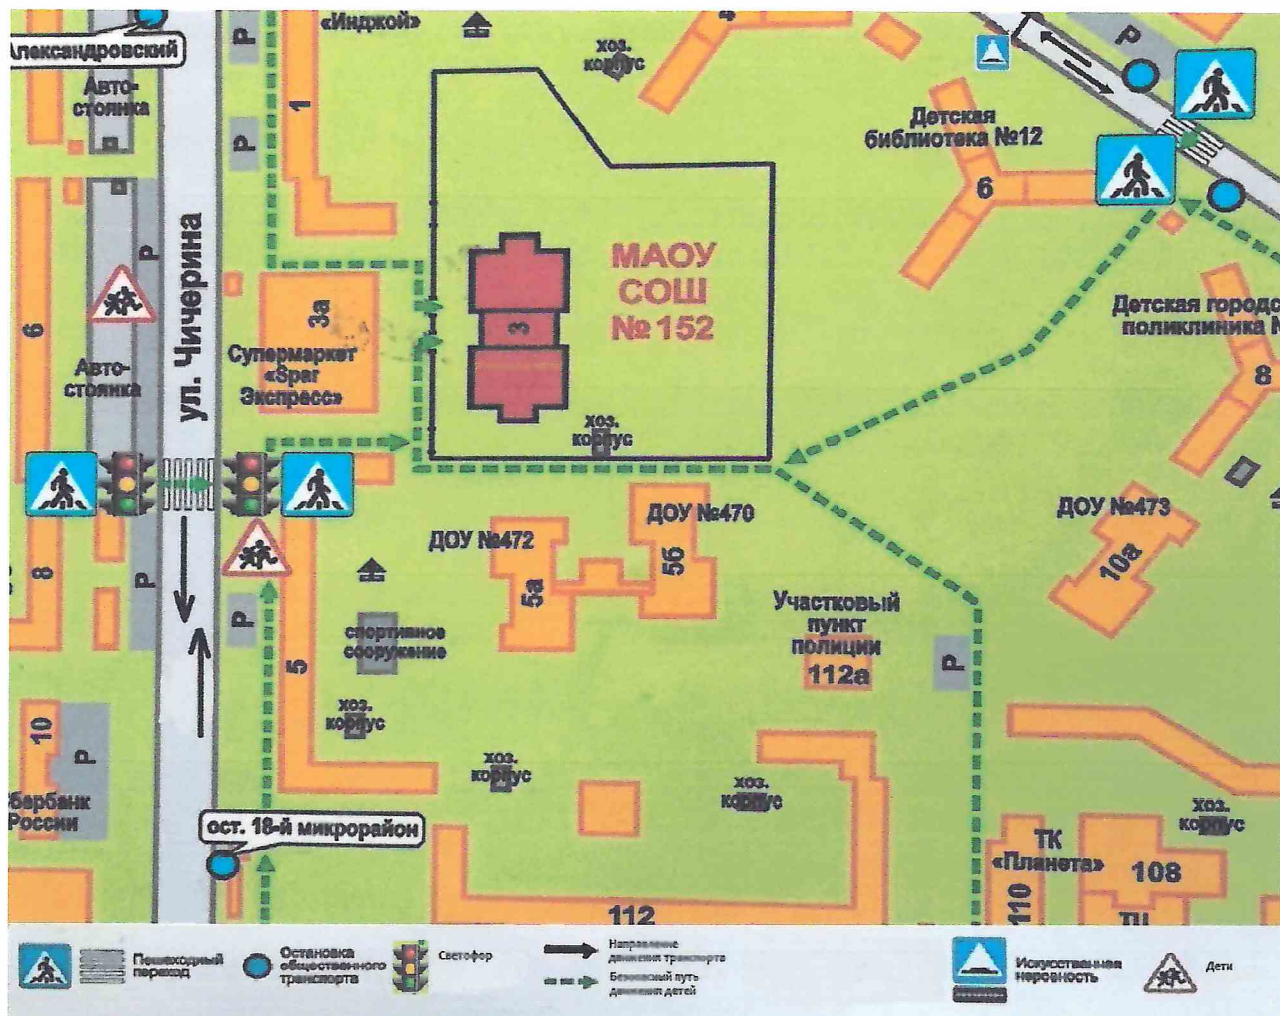 «Инджой»
P
Александровский
Авто-
стоянка
1
P
хоз.
корпус
4
P
Детская
библиотека №12
6
P
ул. Чичерина
6
3а
Супермаркет
«Spar
Экспресс»
Авто-
стоянка
3
МАОУ
СОШ
№ 152
хоз.
корпус
Детская городс
поликлиника №
8
ДОУ №472
ДОУ №470
5а
5б
ДОУ №473
10а
8
P
P
5
спортивное
сооружение
Участковый
пункт
полиции
112а
P
хоз.
корпус
10
P
бербанк
России
хоз.
корпус
хоз.
корпус
хоз.
корпус
ост. 18-й микрорайон
112
ТК
«Планета»
110
108
ТЦ
Пешеходный
переход
Остановка
общественного
транспорта
Светофор
Направление
движения транспорта
Безопасный путь
движения детей
Искусственная
неровность
Дети